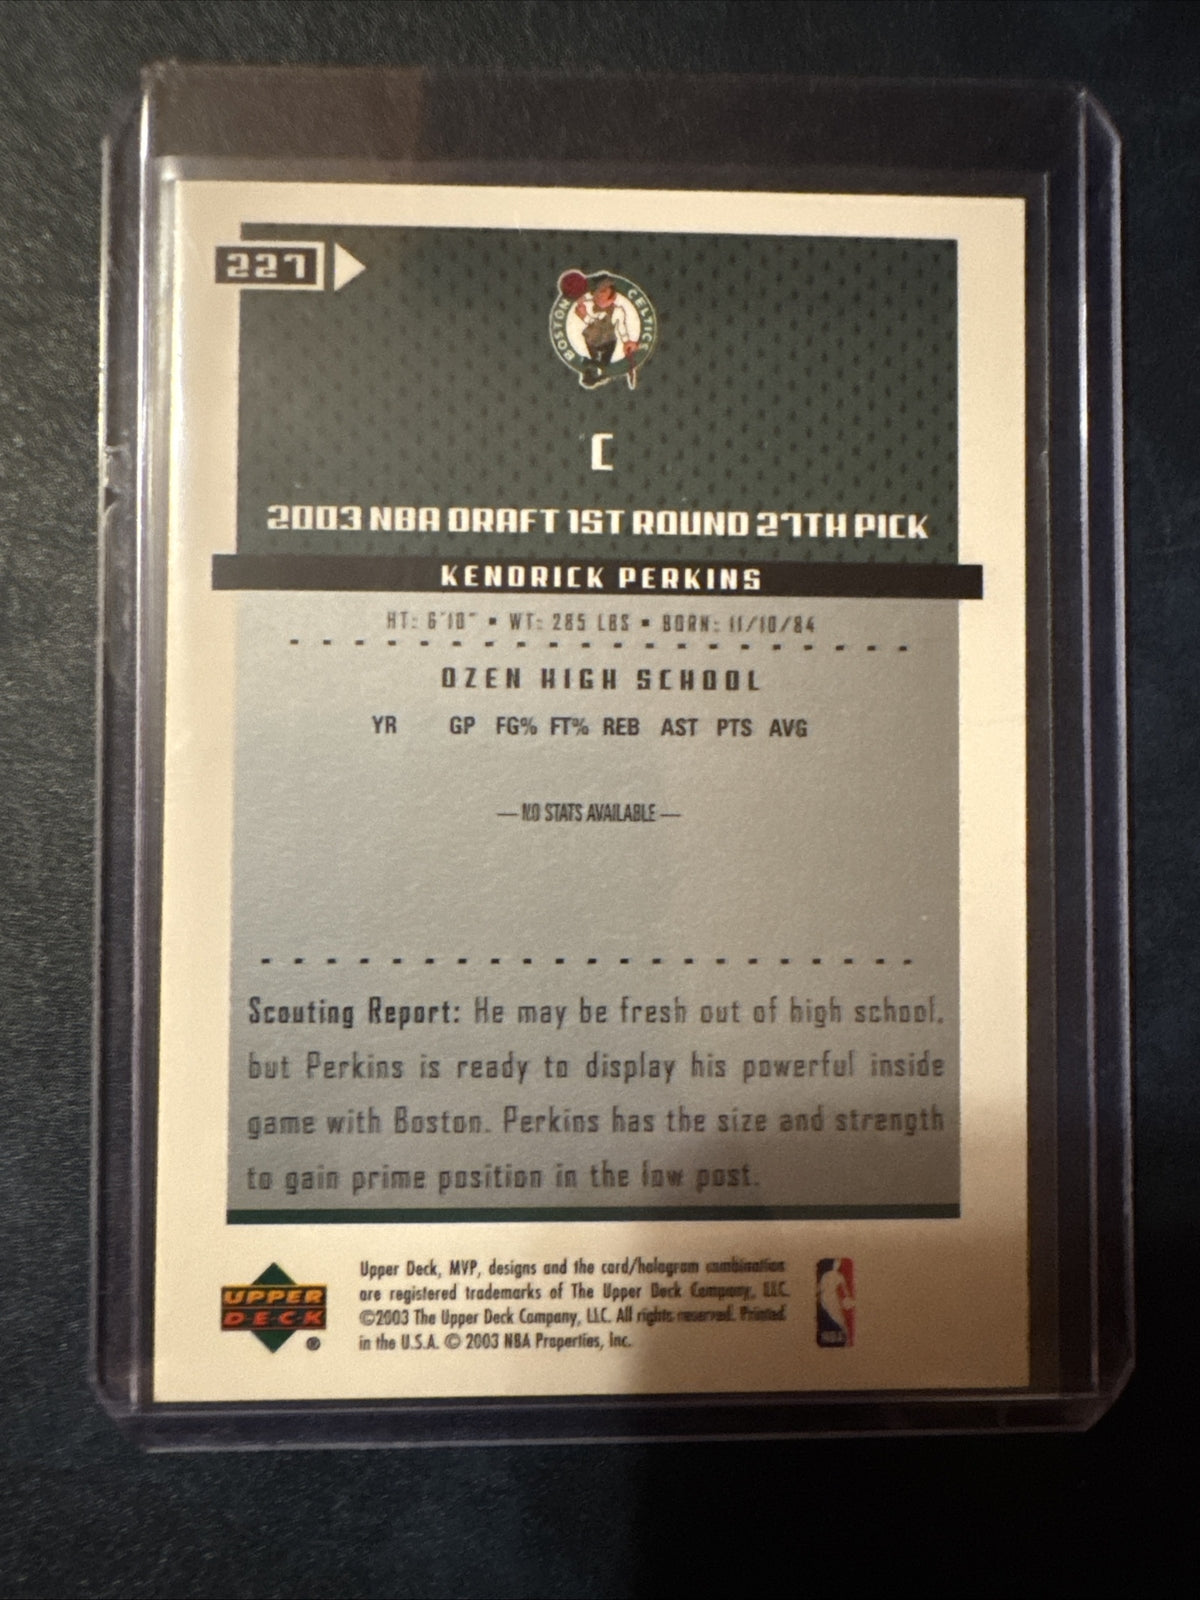 227
BOSTON CELTICS
C
2003 NBA DRAFT 1ST ROUND 27TH PICK
KENDRICK PERKINS
HT: 6'10" ▪ WT: 285 LBS ▪ BORN: 11/10/84
OZEN HIGH SCHOOL
YR GP FG% FT% REB AST PTS AVG
— NO STATS AVAILABLE —
Scouting Report: He may be fresh out of high school,
but Perkins is ready to display his powerful inside
game with Boston. Perkins has the size and strength
to gain prime position in the low post.
UPPER
DECK
®
Upper Deck, MVP, designs and the card/hologram combination
are registered trademarks of The Upper Deck Company, LLC.
©2003 The Upper Deck Company, LLC. All rights reserved. Printed
in the U.S.A. © 2003 NBA Properties, Inc.
NBA